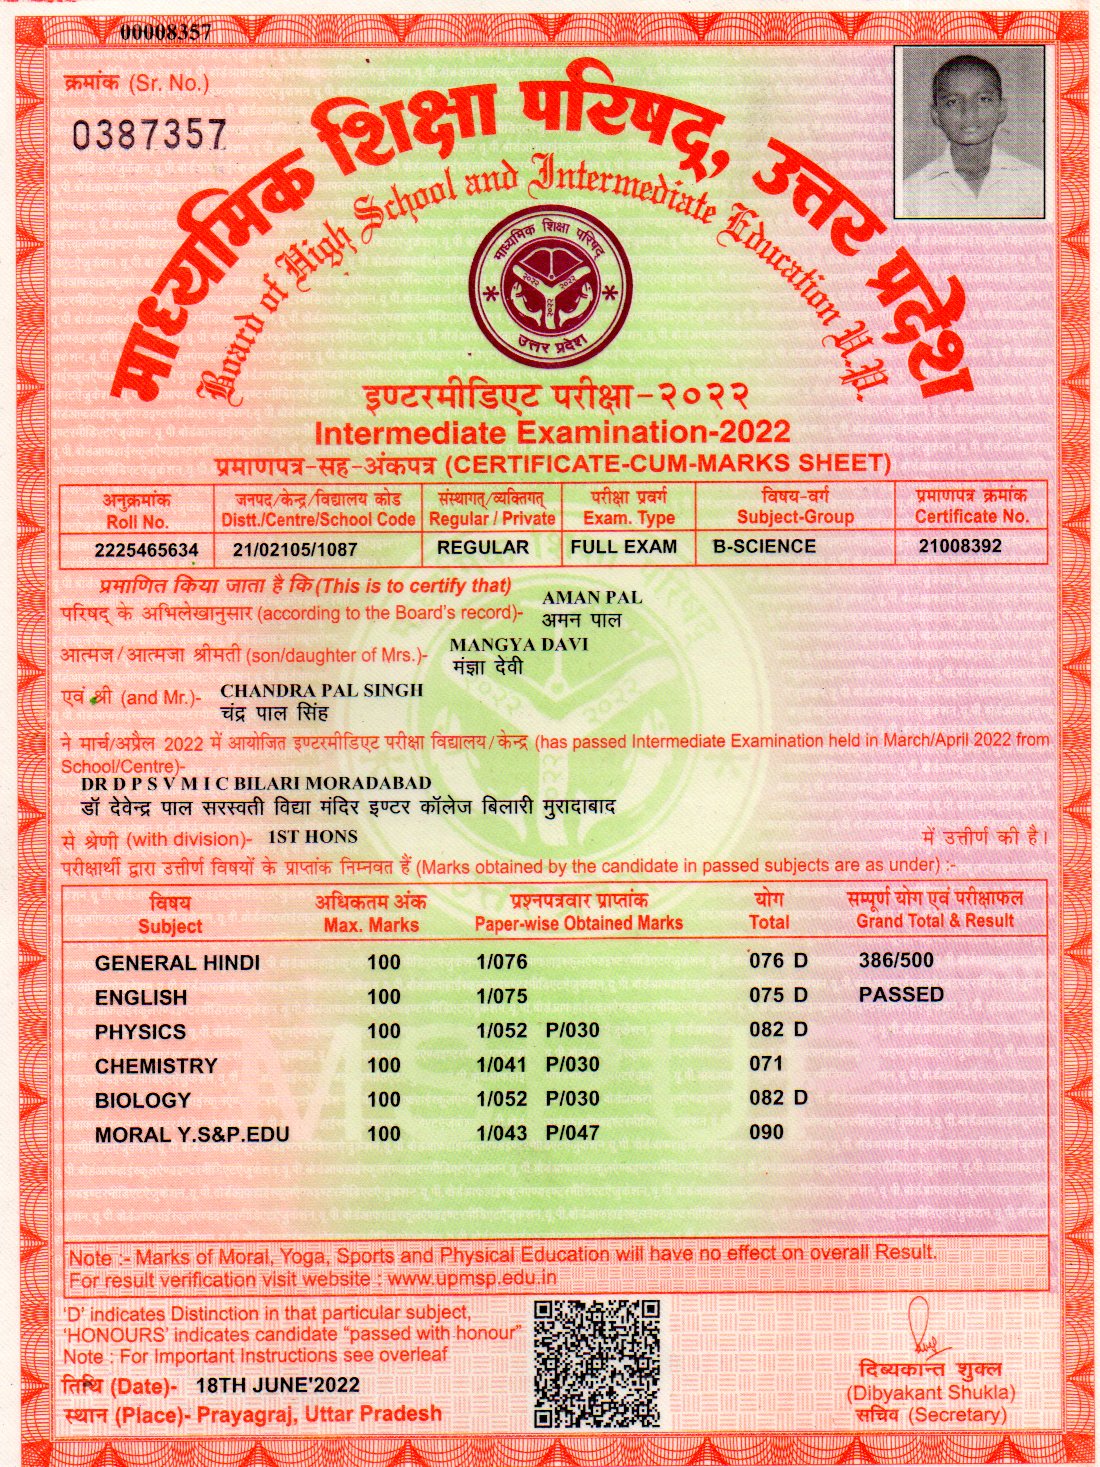 00008357
क्रमांक (Sr. No.)
0387357
माध्यमिक शिक्षा परिषद्, उत्तर प्रदेश
Board of High School and Intermediate Education U.P.
माध्यमिक शिक्षा परिषद्
२०२२ २०२२
२०२२
उत्तर प्रदेश
इण्टरमीडिएट परीक्षा-२०२२
Intermediate Examination-2022
प्रमाणपत्र-सह-अंकपत्र (CERTIFICATE-CUM-MARKS SHEET)
अनुक्रमांक जनपद/केन्द्र/विद्यालय कोड संस्थागत्/व्यक्तिगत् परीक्षा प्रवर्ग विषय-वर्ग प्रमाणपत्र क्रमांक
Roll No. Distt./Centre/School Code Regular / Private Exam. Type Subject-Group Certificate No.
2225465634 21/02105/1087 REGULAR FULL EXAM B-SCIENCE 21008392
प्रमाणित किया जाता है कि (This is to certify that)
परिषद् के अभिलेखानुसार (according to the Board's record)- AMAN PAL
अमन पाल
आत्मज/आत्मजा श्रीमती (son/daughter of Mrs.)- MANGYA DAVI
मंज्ञा देवी
एवं श्री (and Mr.)- CHANDRA PAL SINGH
चंद्र पाल सिंह
ने मार्च/अप्रैल 2022 में आयोजित इण्टरमीडिएट परीक्षा विद्यालय/केन्द्र (has passed Intermediate Examination held in March/April 2022 from
School/Centre)-
DR D P S V M I C BILARI MORADABAD
डॉ देवेन्द्र पाल सरस्वती विद्या मंदिर इण्टर कॉलेज बिलारी मुरादाबाद
से श्रेणी (with division)- 1ST HONS में उत्तीर्ण की है।
परीक्षार्थी द्वारा उत्तीर्ण विषयों के प्राप्तांक निम्नवत हैं (Marks obtained by the candidate in passed subjects are as under) :-
विषय अधिकतम अंक प्रश्नपत्रवार प्राप्तांक योग सम्पूर्ण योग एवं परीक्षाफल
Subject Max. Marks Paper-wise Obtained Marks Total Grand Total & Result
GENERAL HINDI 100 1/076 076 D 386/500
ENGLISH 100 1/075 075 D PASSED
PHYSICS 100 1/052 P/030 082 D
CHEMISTRY 100 1/041 P/030 071
BIOLOGY 100 1/052 P/030 082 D
MORAL Y.S&P.EDU 100 1/043 P/047 090
Note :- Marks of Moral, Yoga, Sports and Physical Education will have no effect on overall Result.
For result verification visit website : www.upmsp.edu.in
'D' indicates Distinction in that particular subject,
'HONOURS' indicates candidate "passed with honour"
Note : For Important Instructions see overleaf
तिथि (Date)- 18TH JUNE'2022
स्थान (Place)- Prayagraj, Uttar Pradesh
दिब्यकान्त शुक्ल
(Dibyakant Shukla)
सचिव (Secretary)